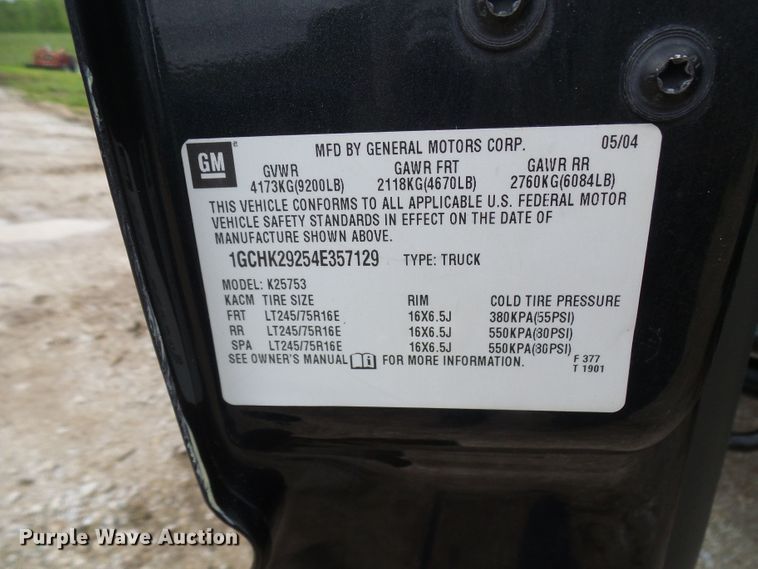 GM
MFD BY GENERAL MOTORS CORP. 05/04
GVWR GAWR FRT GAWR RR
4173KG(9200LB) 2118KG(4670LB) 2760KG(6084LB)
THIS VEHICLE CONFORMS TO ALL APPLICABLE U.S. FEDERAL MOTOR
VEHICLE SAFETY STANDARDS IN EFFECT ON THE DATE OF
MANUFACTURE SHOWN ABOVE.
1GCHK29254E357129 TYPE: TRUCK
MODEL: K25753
KACM TIRE SIZE RIM COLD TIRE PRESSURE
FRT LT245/75R16E 16X6.5J 380KPA(55PSI)
RR LT245/75R16E 16X6.5J 550KPA(80PSI)
SPA LT245/75R16E 16X6.5J 550KPA(80PSI)
SEE OWNER'S MANUAL FOR MORE INFORMATION.
F 377
T 1901
Purple Wave Auction